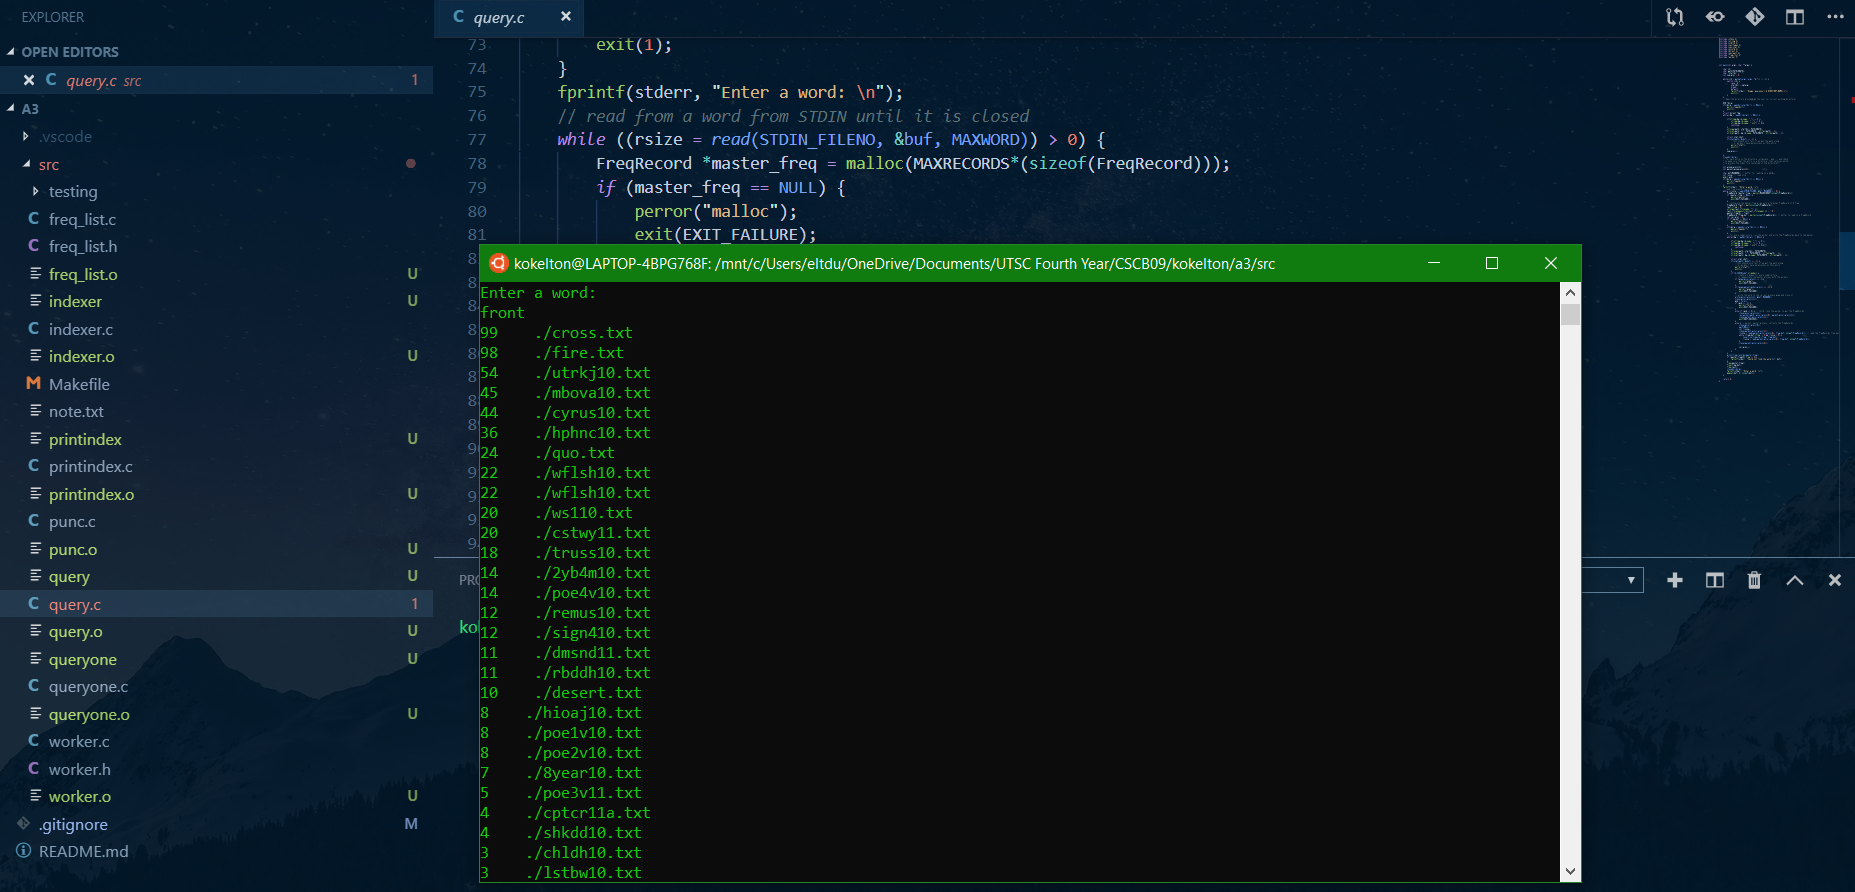 EXPLORER
OPEN EDITORS
query.c src 1
A3
.vscode
src
testing
freq_list.c
freq_list.h
freq_list.o U
indexer U
indexer.c
indexer.o U
Makefile
note.txt
printindex U
printindex.c
printindex.o U
punc.c
punc.o U
query U
query.c 1
query.o U
queryone U
queryone.c
queryone.o U
worker.c
worker.h
worker.o U
.gitignore M
README.md
query.c
73 exit(1);
74 }
75 fprintf(stderr, "Enter a word: \n");
76 // read from a word from STDIN until it is closed
77 while ((rsize = read(STDIN_FILENO, &buf, MAXWORD)) > 0) {
78 FreqRecord *master_freq = malloc(MAXRECORDS*(sizeof(FreqRecord)));
79 if (master_freq == NULL) {
80 perror("malloc");
81 exit(EXIT_FAILURE);
kokelton@LAPTOP-4BPG768F: /mnt/c/Users/eltdu/OneDrive/Documents/UTSC Fourth Year/CSCB09/kokelton/a3/src
Enter a word:
front
99 ./cross.txt
98 ./fire.txt
54 ./utrkj10.txt
45 ./mbova10.txt
44 ./cyrus10.txt
36 ./hphnc10.txt
24 ./quo.txt
22 ./wflsh10.txt
22 ./wflsh10.txt
20 ./ws110.txt
20 ./cstwy11.txt
18 ./truss10.txt
14 ./2yb4m10.txt
14 ./poe4v10.txt
12 ./remus10.txt
12 ./sign410.txt
11 ./dmsnd11.txt
11 ./rbddh10.txt
10 ./desert.txt
8 ./hioaj10.txt
8 ./poe1v10.txt
8 ./poe2v10.txt
7 ./8year10.txt
5 ./poe3v11.txt
4 ./cptcr11a.txt
4 ./shkdd10.txt
3 ./chldh10.txt
3 ./lstbw10.txt